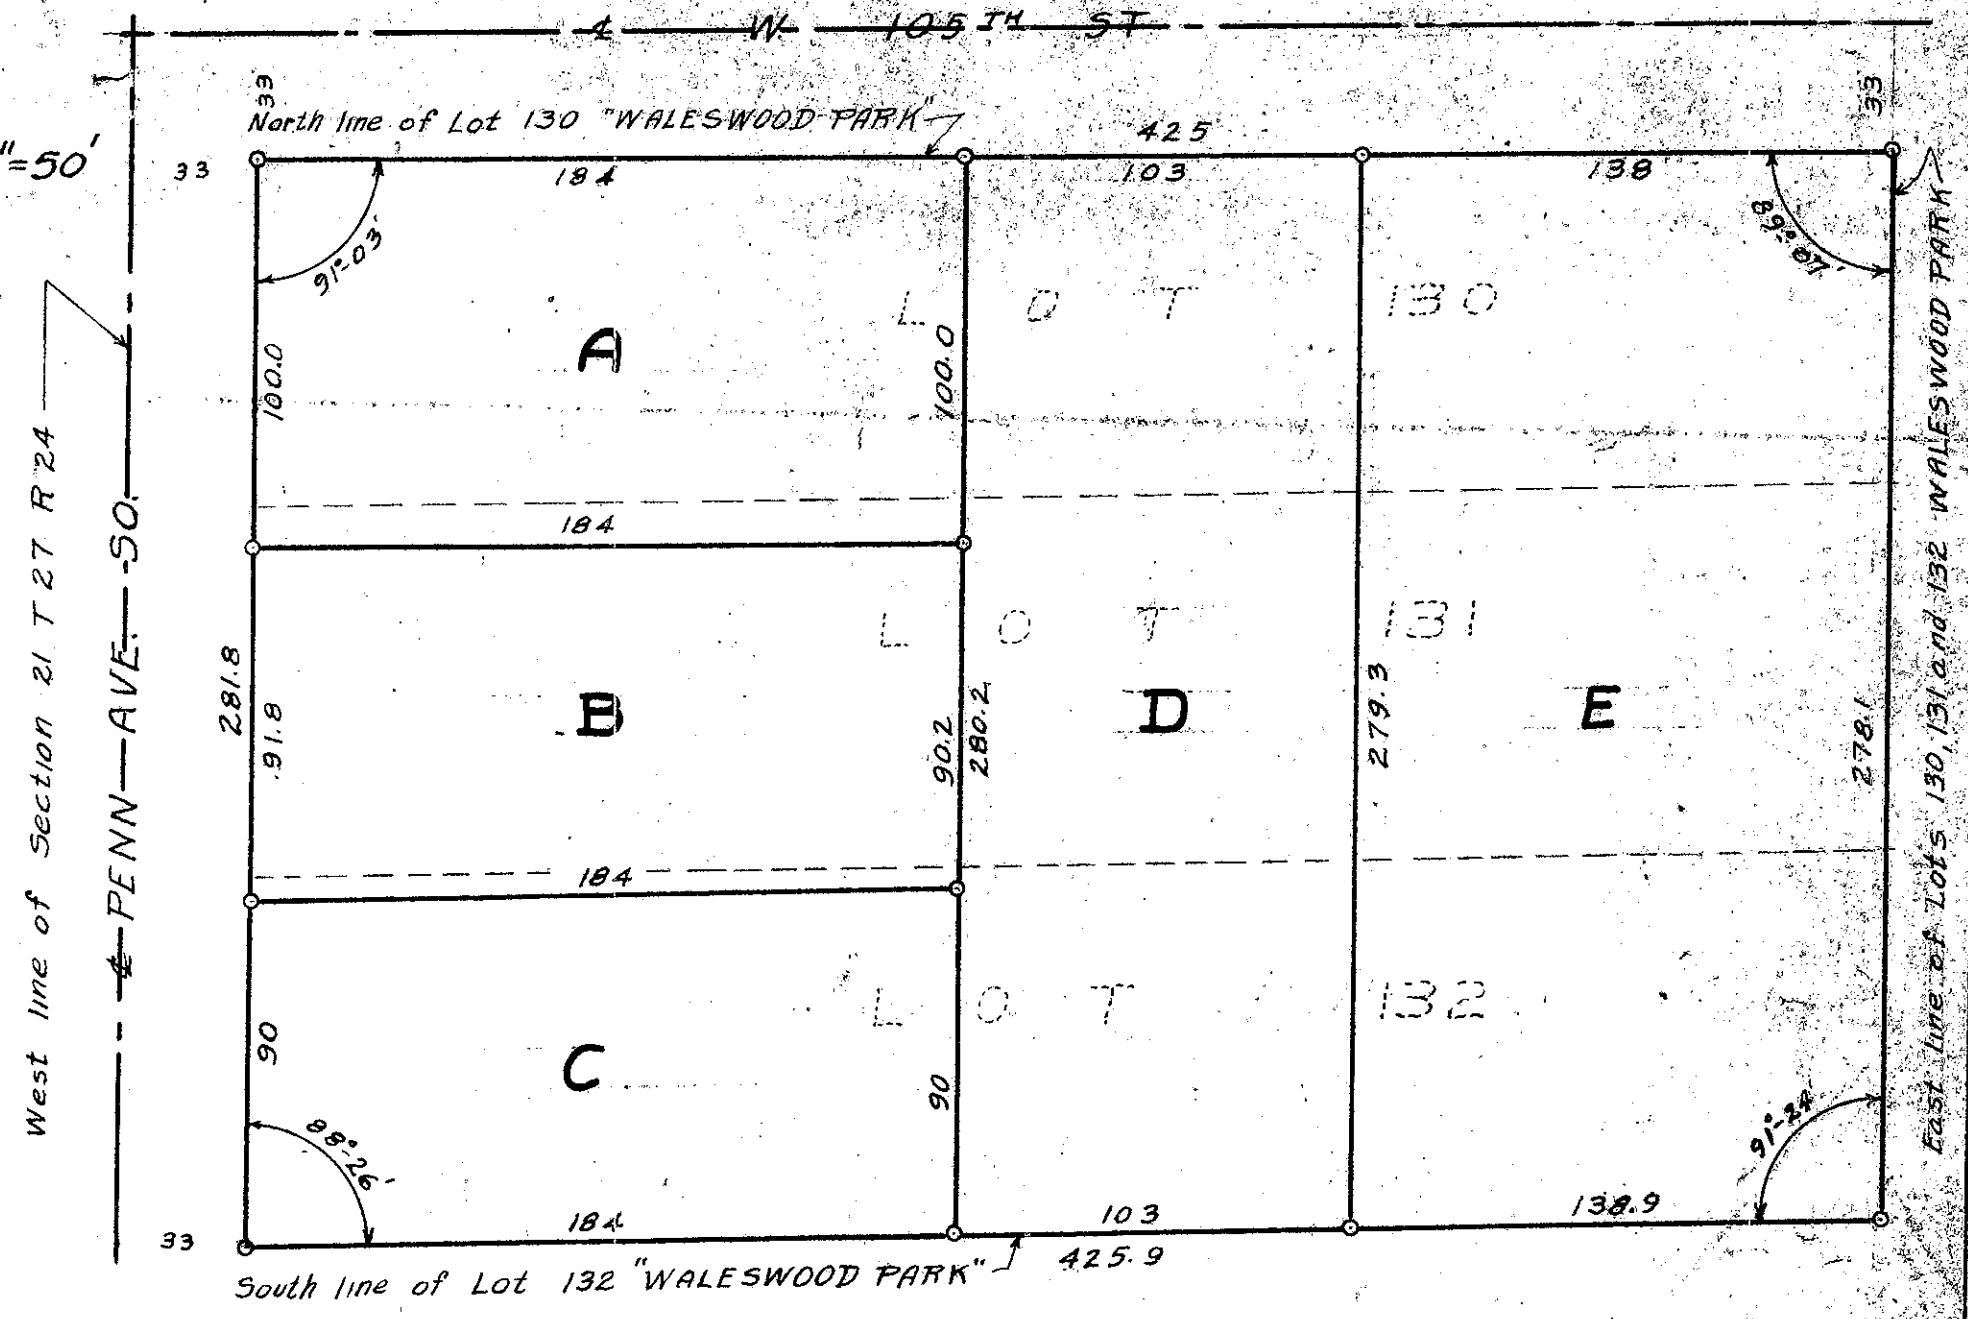 ℄ W 105TH ST
33
33
North line of Lot 130 "WALESWOOD PARK"
425
"=50'
33
184
103
138
91°-03'
89°-07'
LOT 130
A
100.0
100.0
184
West line of Section 21 T 27 R 24
℄ PENN AVE. SO.
East line of Lots 130, 131 and 132 WALESWOOD PARK
LOT 131
281.8
91.8
B
90.2
280.2
D
279.3
E
278.1
184
LOT 132
90
C
90
88°-26'
91°-24'
184
103
138.9
33
425.9
South line of Lot 132 "WALESWOOD PARK"